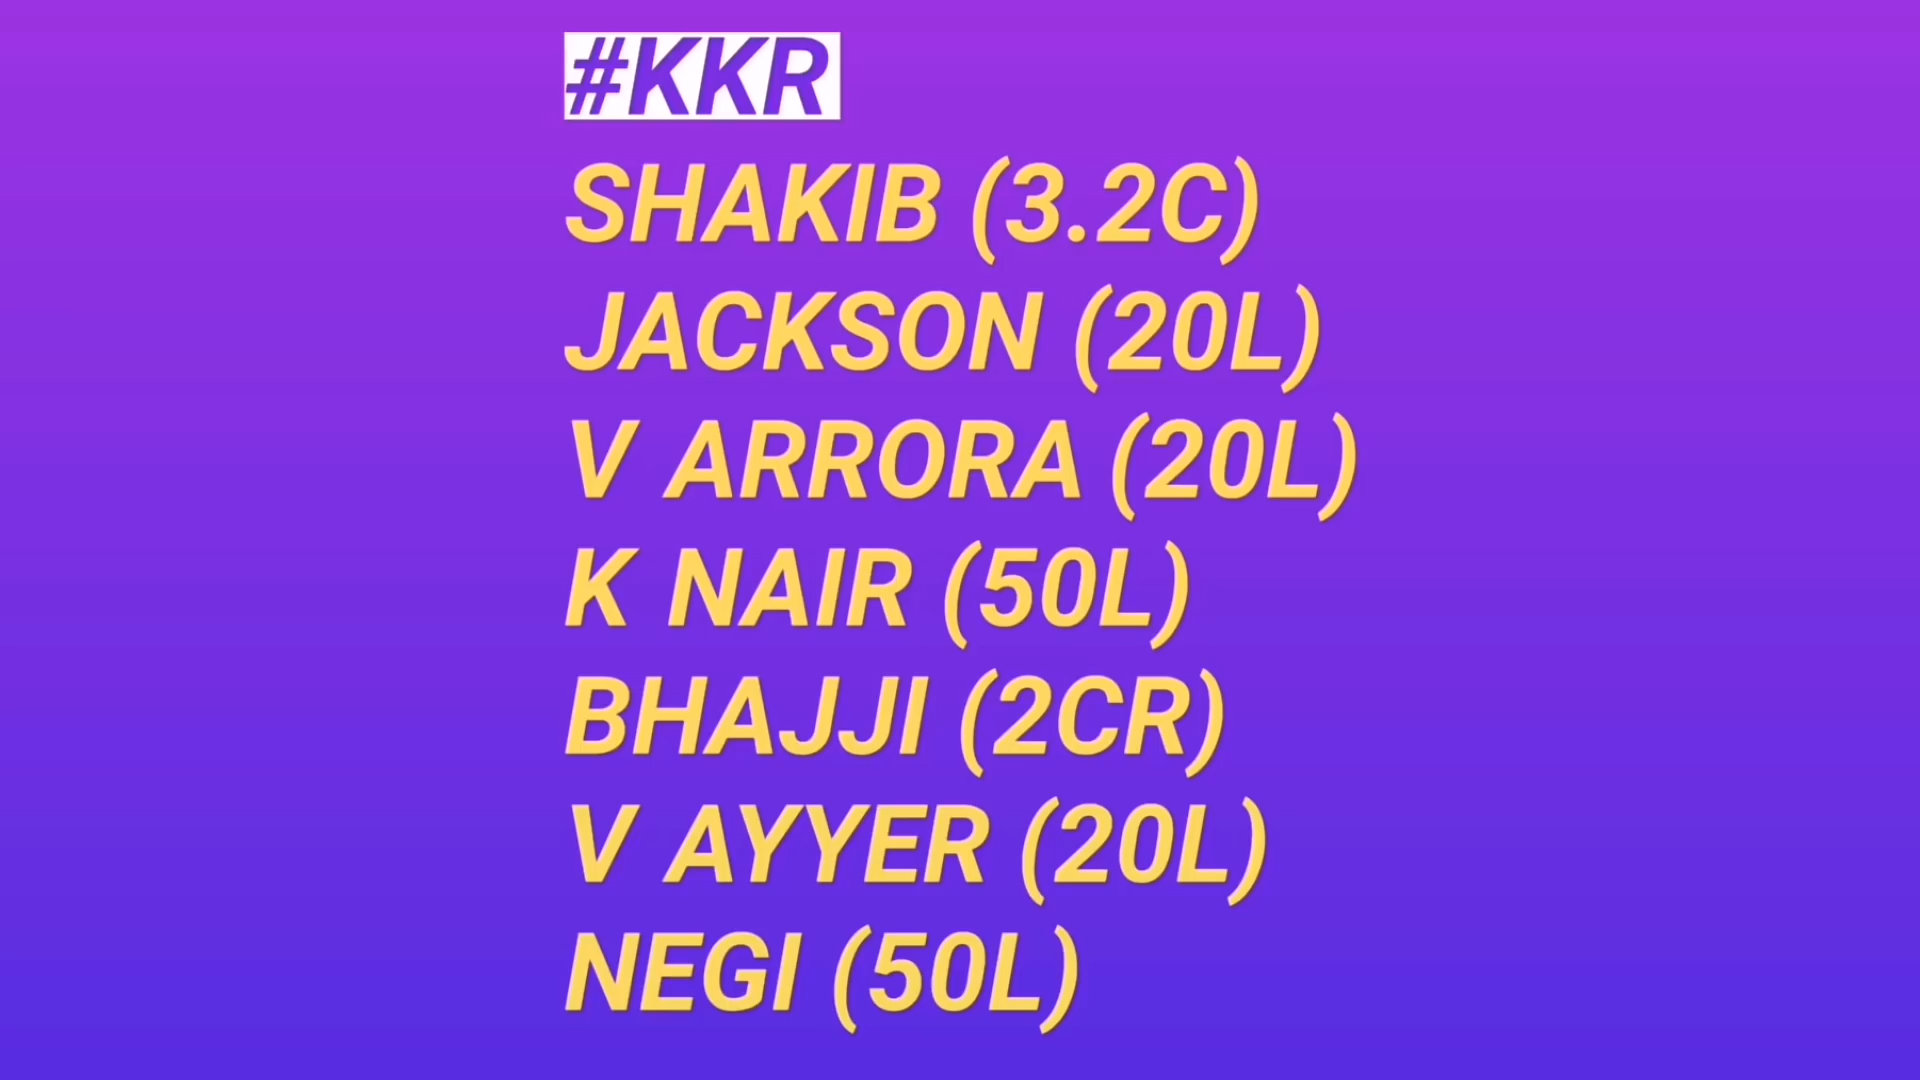 #KKR
SHAKIB (3.2C)
JACKSON (20L)
V ARRORA (20L)
K NAIR (50L)
BHAJJI (2CR)
V AYYER (20L)
NEGI (50L)